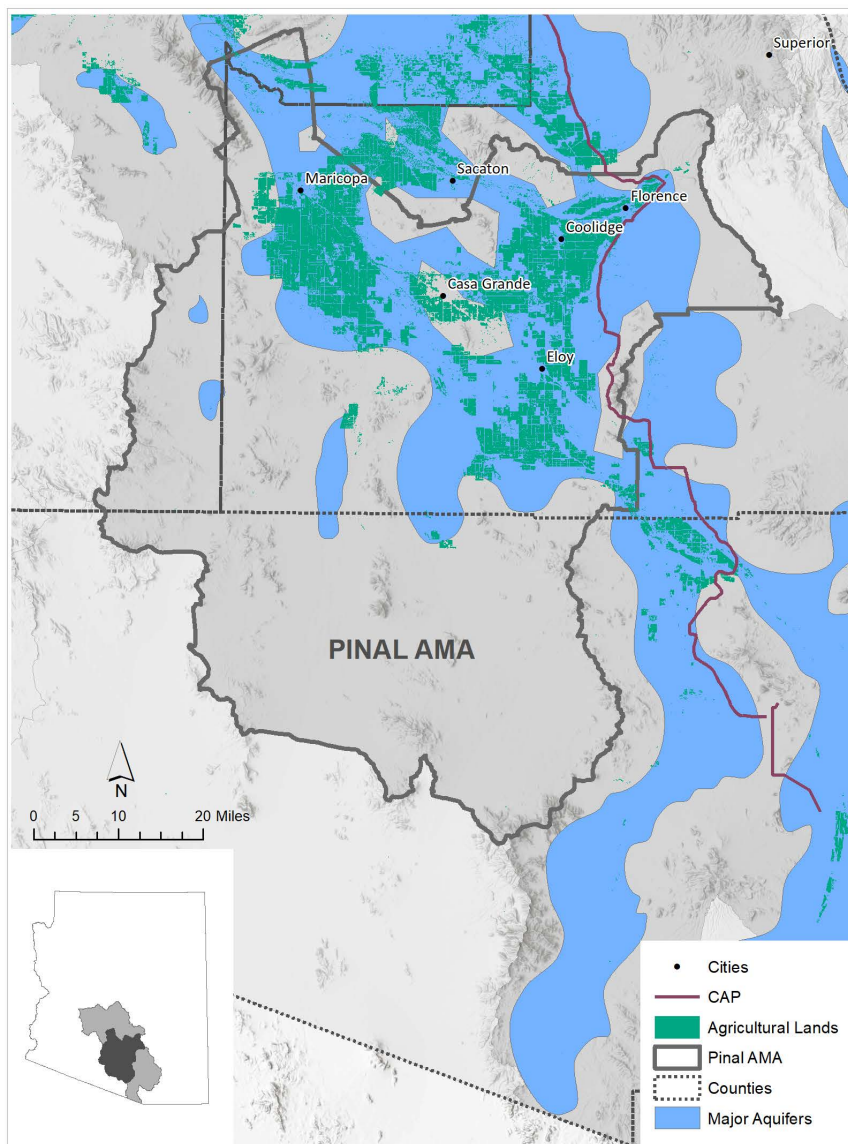 Superior
Sacaton
Maricopa
Florence
Coolidge
Casa Grande
Eloy
PINAL AMA
N
0 5 10 20 Miles
Cities
CAP
Agricultural Lands
Pinal AMA
Counties
Major Aquifers